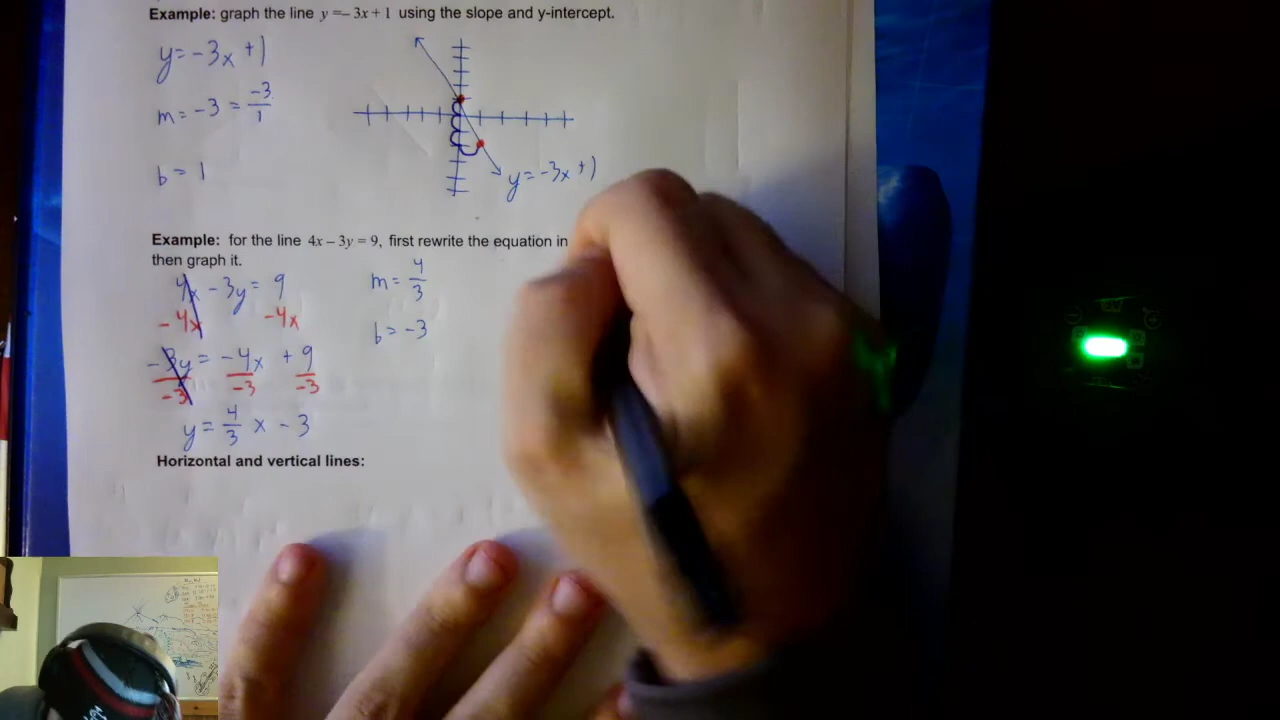 Example: graph the line y = – 3x + 1 using the slope and y-intercept.
y = -3x + 1
m = -3 = -3/1
b = 1
y = -3x + 1
Example: for the line 4x – 3y = 9, first rewrite the equation in
then graph it.
4x - 3y = 9
-4x -4x
-3y = -4x + 9
-3 -3 -3
y = 4/3 x - 3
m = 4/3
b = -3
Horizontal and vertical lines: